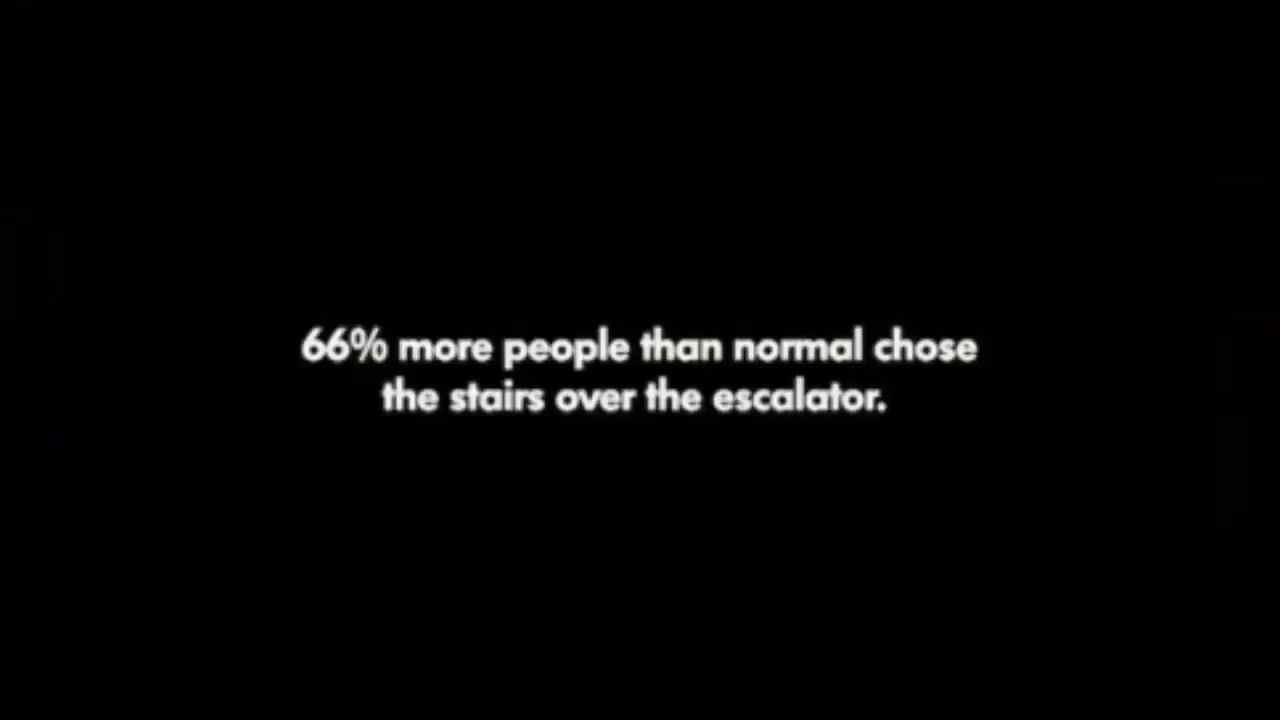 66% more people than normal chose
the stairs over the escalator.